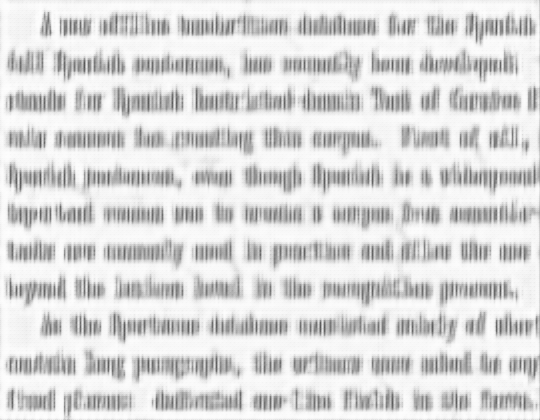 A new offline handwritten database for the Spanish
full Spanish sentences, has recently been developed:
stands for Spanish Restricted-domain Task of Cursive
main reasons for creating this corpus. First of all,
Spanish sentences, even though Spanish is a widespread
important reason was to create a corpus from semantic-
tasks are commonly used in practice and allow the use
beyond the lexicon level in the recognition process.
As the Spartacus database consisted mainly of short
contain long paragraphs, the writers were asked to copy
fixed places: dedicated one-line fields in the forms.